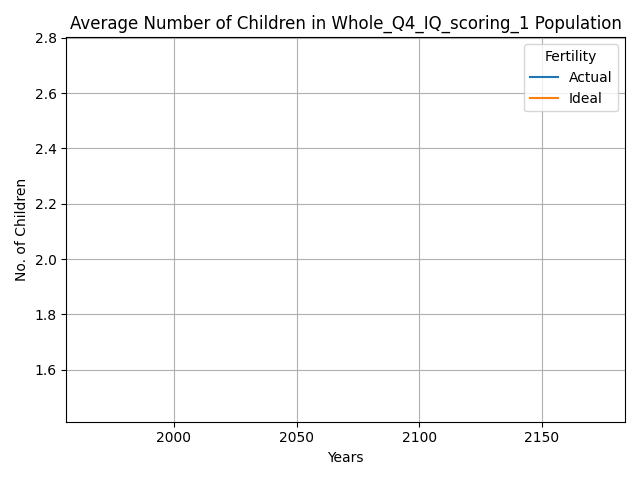 Average Number of Children in Whole_Q4_IQ_scoring_1 Population
2.8
2.6
2.4
2.2
2.0
1.8
1.6
No. of Children
Fertility
Actual
Ideal
2000
2050
2100
2150
Years